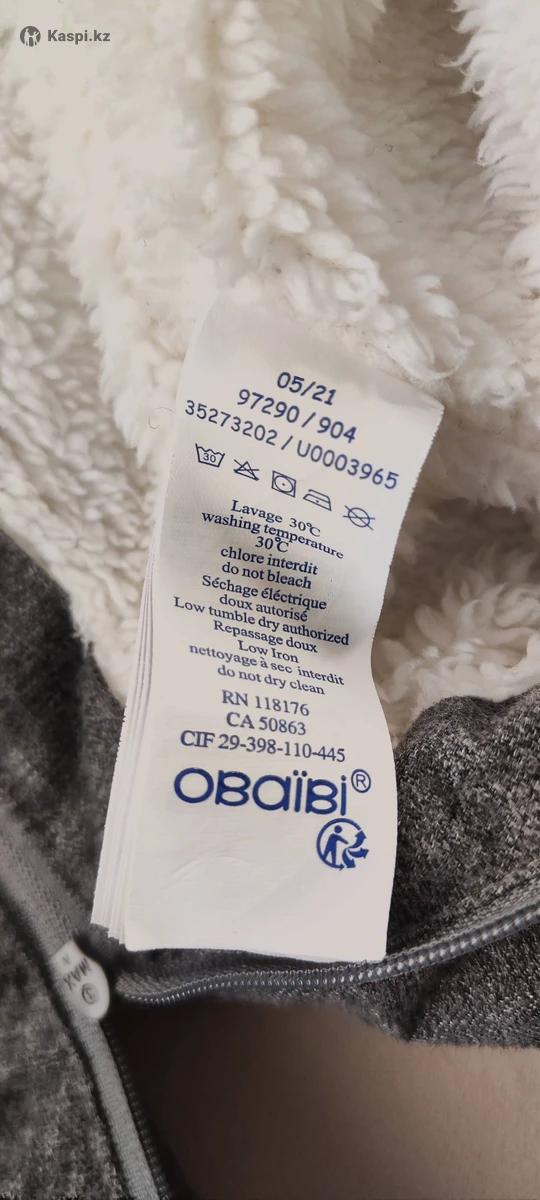 Kaspi.kz
05/21
97290 / 904
35273202 / U0003965
30
Lavage 30°C
washing temperature
30°C
chlore interdit
do not bleach
Séchage éléctrique
doux autorisé
Low tumble dry authorized
Repassage doux
Low Iron
nettoyage à sec interdit
do not dry clean
RN 118176
CA 50863
CIF 29-398-110-445
OBAÏBI®
MAX